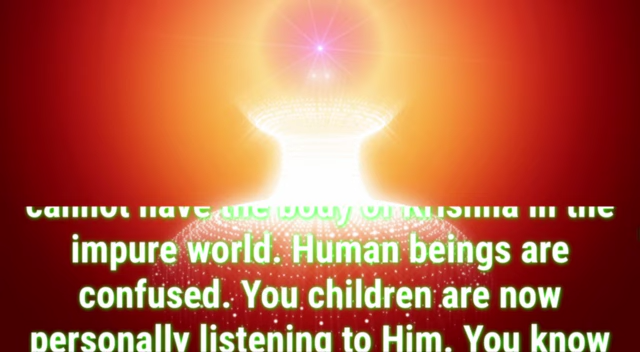 cannot have the body of Krishna in the
impure world. Human beings are
confused. You children are now
personally listening to Him. You know